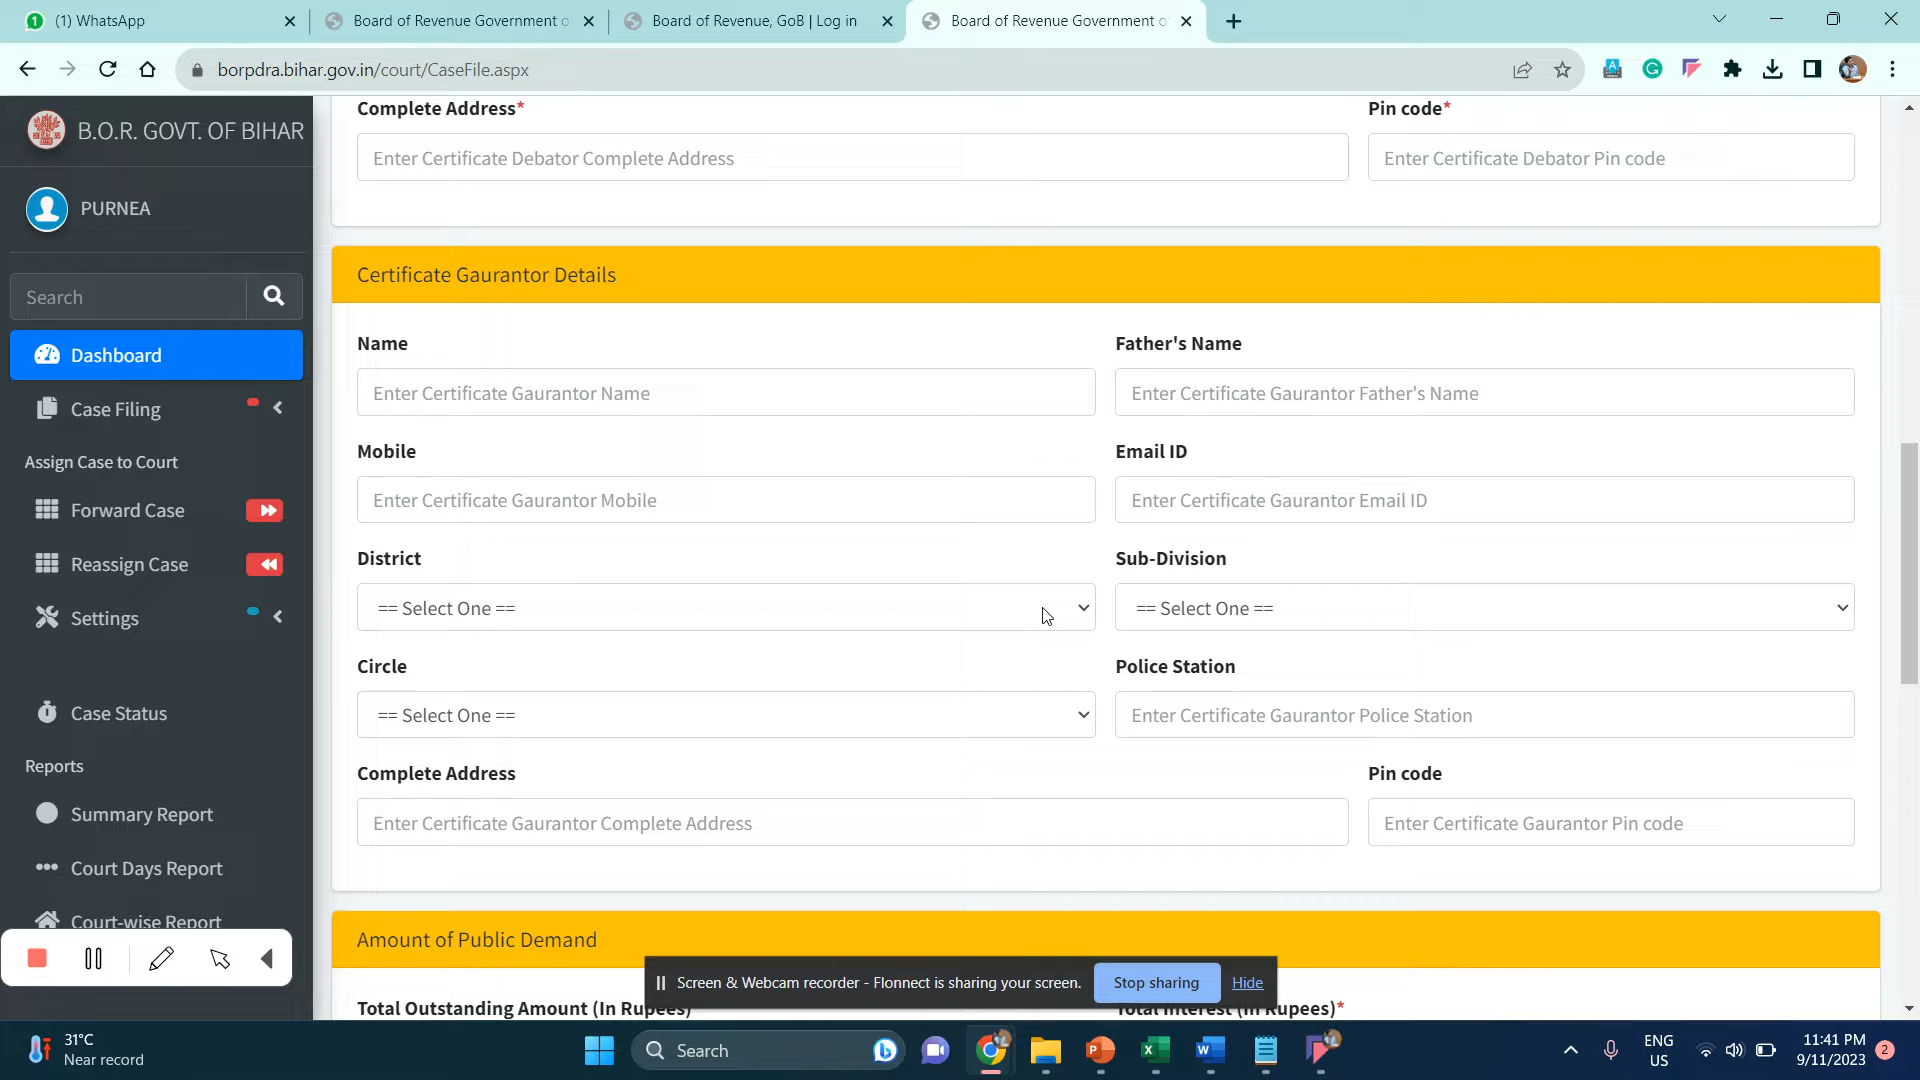 (1) WhatsApp
Board of Revenue Government o
Board of Revenue, GoB | Log in
Board of Revenue Government o
borpdra.bihar.gov.in/court/CaseFile.aspx
B.O.R. GOVT. OF BIHAR
PURNEA
Search
Dashboard
Case Filing
Assign Case to Court
Forward Case
Reassign Case
Settings
Case Status
Reports
Summary Report
Court Days Report
Court-wise Report
Complete Address*
Pin code*
Enter Certificate Debator Complete Address
Enter Certificate Debator Pin code
Certificate Gaurantor Details
Name
Father's Name
Enter Certificate Gaurantor Name
Enter Certificate Gaurantor Father's Name
Mobile
Email ID
Enter Certificate Gaurantor Mobile
Enter Certificate Gaurantor Email ID
District
Sub-Division
== Select One ==
== Select One ==
Circle
Police Station
== Select One ==
Enter Certificate Gaurantor Police Station
Complete Address
Pin code
Enter Certificate Gaurantor Complete Address
Enter Certificate Gaurantor Pin code
Amount of Public Demand
Total Outstanding Amount (In Rupees)
Total Interest (In Rupees)*
Screen & Webcam recorder - Flonnect is sharing your screen.
Stop sharing
Hide
31°C
Near record
Search
ENG
US
11:41 PM
9/11/2023
2